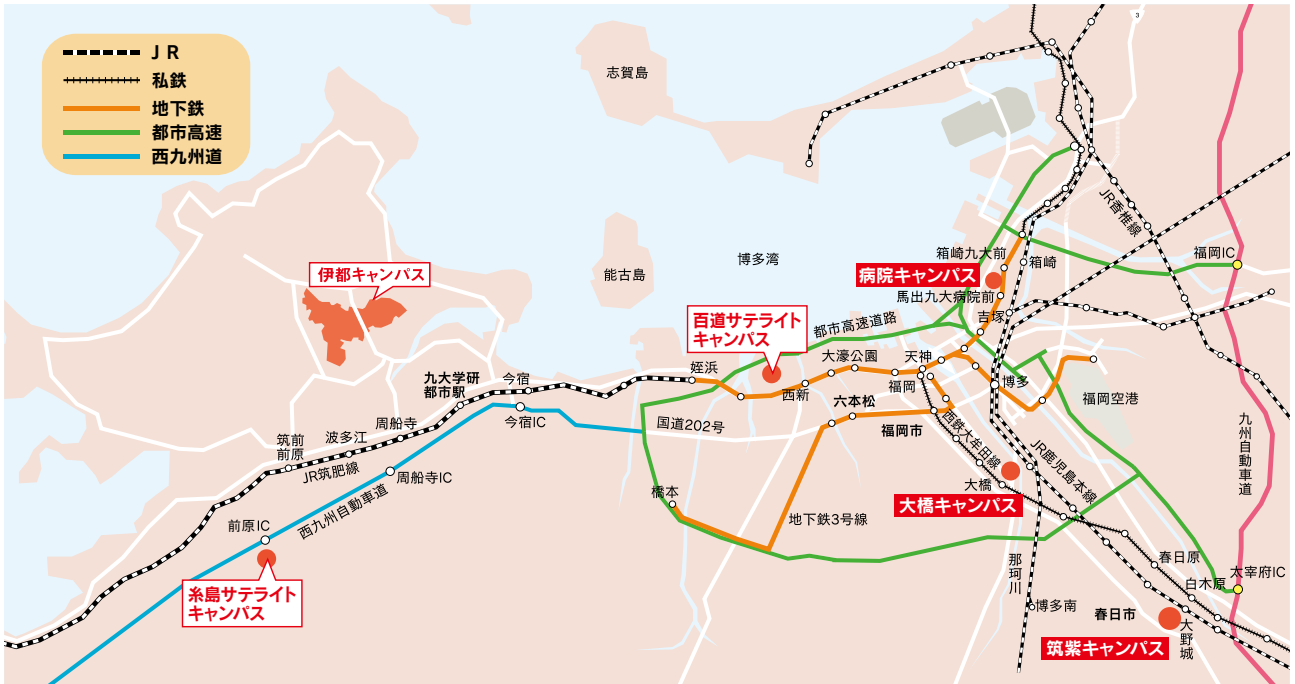 JR
私鉄
地下鉄
都市高速
西九州道
志賀島
3
能古島
博多湾
伊都キャンパス
百道サテライト
キャンパス
都市高速道路
病院キャンパス
箱崎九大前
箱崎
馬出九大病院前
吉塚
JR香椎線
福岡IC
九大学研
都市駅
今宿
今宿IC
姪浜
西新
大濠公園
天神
福岡
博多
福岡空港
六本松
福岡市
国道202号
筑前
前原
波多江
周船寺
JR筑肥線
周船寺IC
西九州自動車道
前原IC
糸島サテライト
キャンパス
橋本
地下鉄3号線
西鉄大牟田線
大橋
大橋キャンパス
JR鹿児島本線
九州自動車道
那珂川
博多南
春日原
白木原
太宰府IC
春日市
大野城
筑紫キャンパス